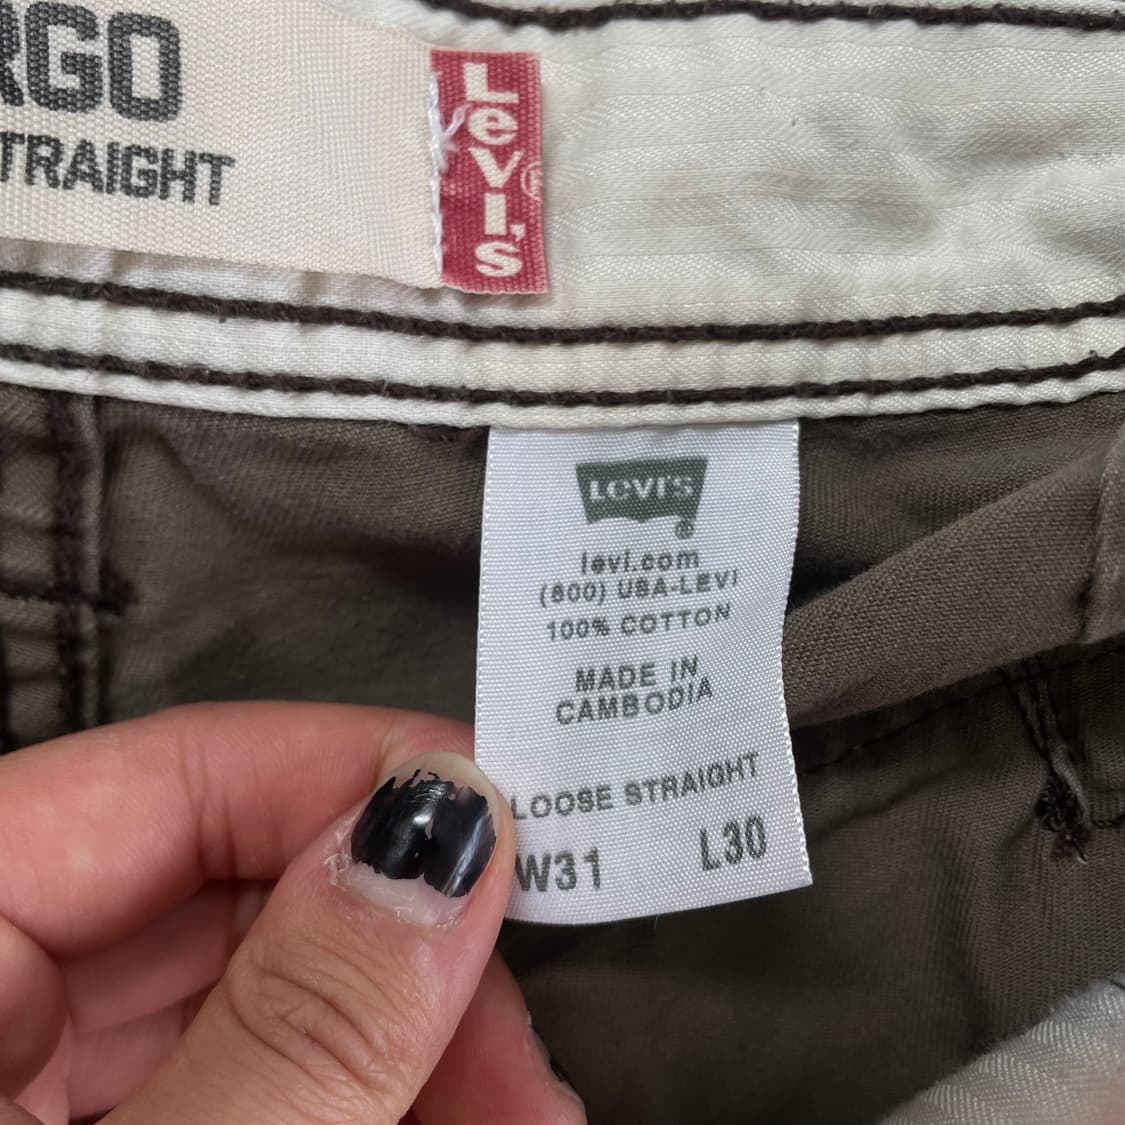 RGO
TRAIGHT
Levi's®
LEVI'S
®
levi.com
(800) USA-LEVI
100% COTTON
MADE IN
CAMBODIA
LOOSE STRAIGHT
W31 L30